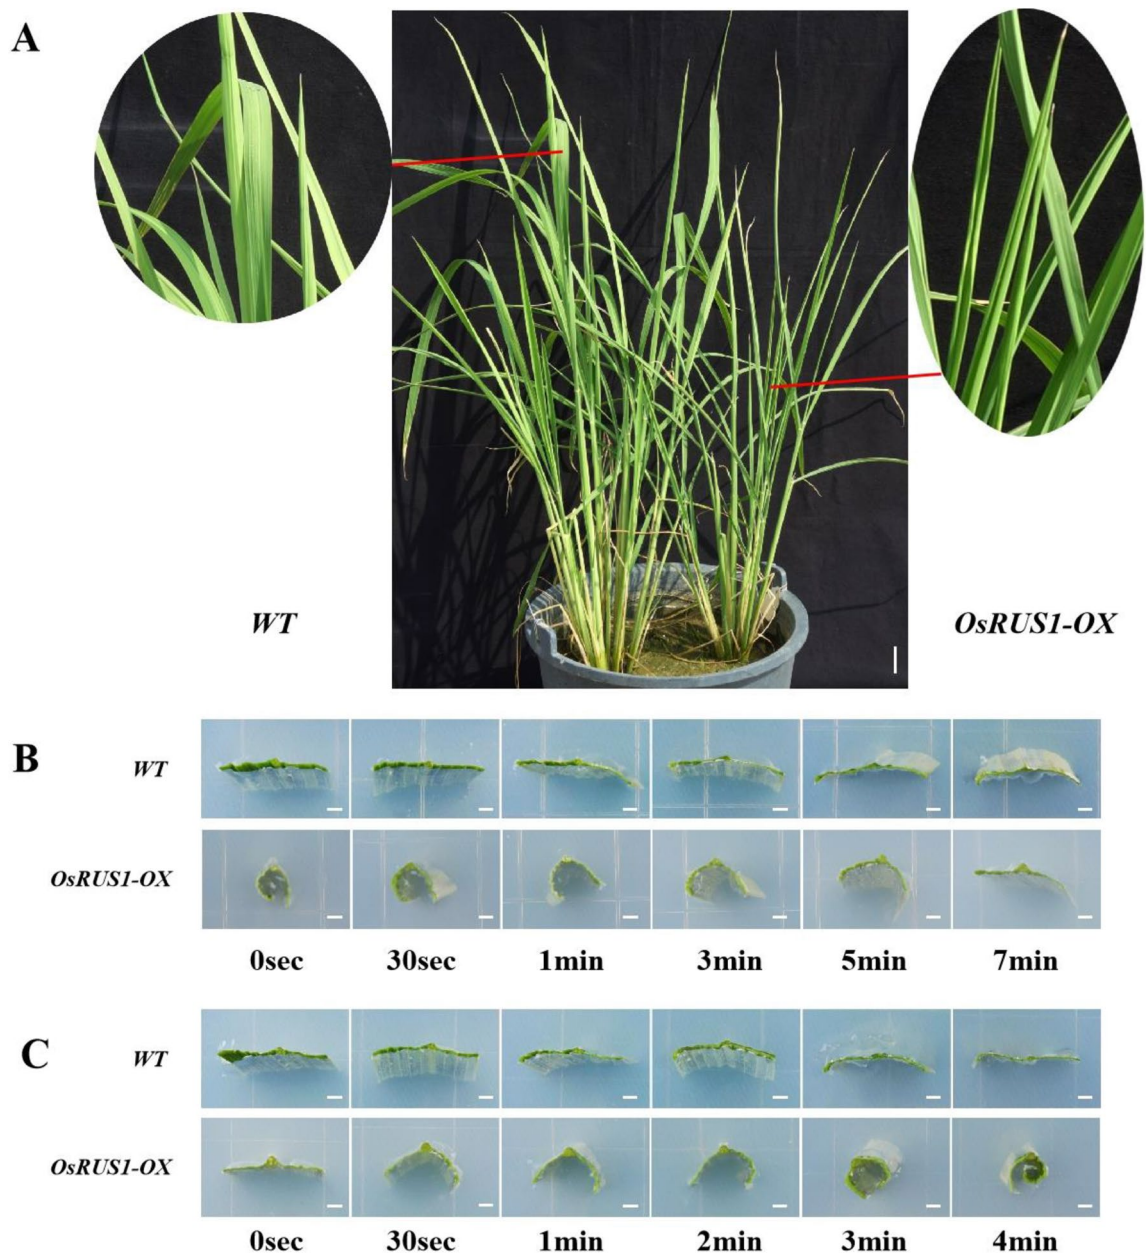 A
WT
OsRUS1-OX
B
WT
OsRUS1-OX
0sec 30sec 1min 3min 5min 7min
C
WT
OsRUS1-OX
0sec 30sec 1min 2min 3min 4min